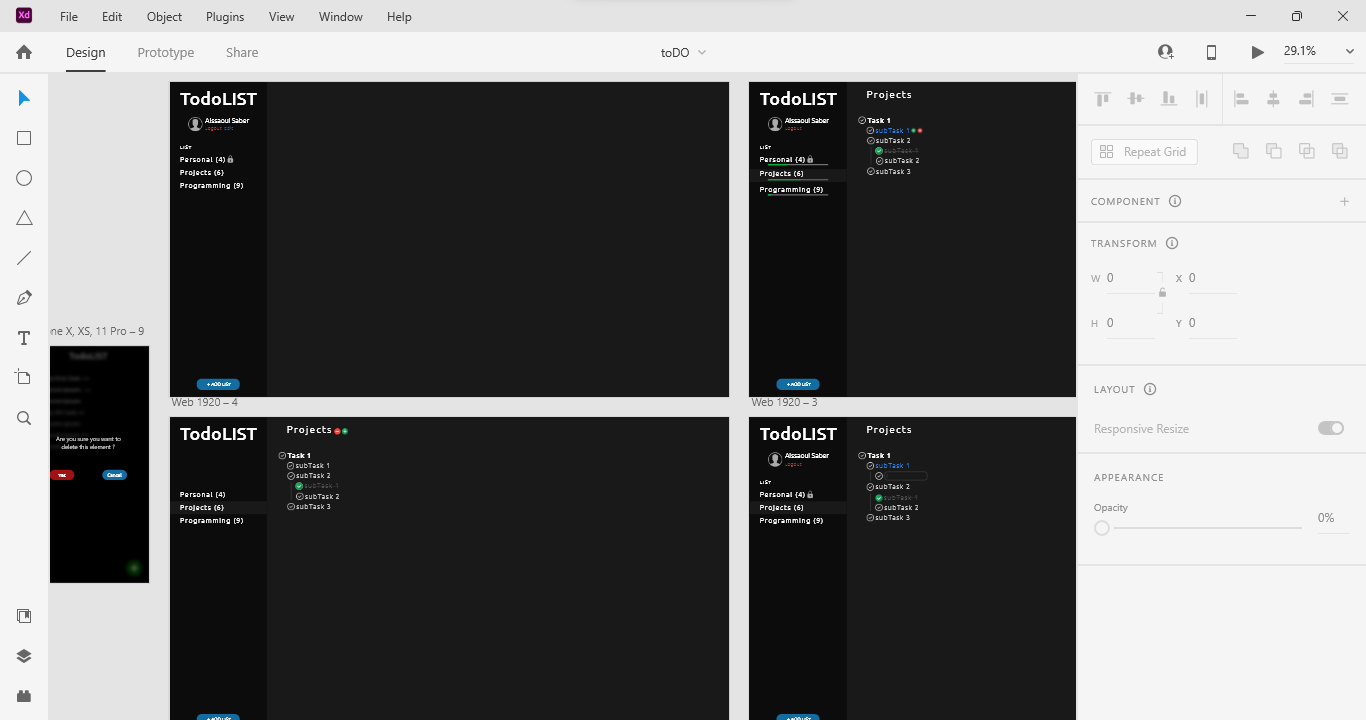 Xd File Edit Object Plugins View Window Help
Design Prototype Share toDO 29.1%
TodoLIST
Aissaoui Saber
LIST
Personal (4)
Projects (6)
Programming (9)
+ ADD LIST
TodoLIST
Aissaoui Saber
Logout
Personal (4)
Projects (6)
Programming (9)
+ ADD LIST
Projects
Task 1
subTask 1
subTask 2
subTask 1
subTask 2
subTask 3
ne X, XS, 11 Pro – 9
TodoLIST
Are you sure you want to
delete this element ?
Yes Cancel
Web 1920 – 4
TodoLIST
Personal (4)
Projects (6)
Programming (9)
Projects
Task 1
subTask 1
subTask 2
subTask 1
subTask 2
subTask 3
Web 1920 – 3
TodoLIST
Aissaoui Saber
Logout
LIST
Personal (4)
Projects (6)
Programming (9)
Projects
Task 1
subTask 1
subTask 2
subTask 1
subTask 2
subTask 3
Repeat Grid
COMPONENT
TRANSFORM
W 0 X 0
H 0 Y 0
LAYOUT
Responsive Resize
APPEARANCE
Opacity
0%